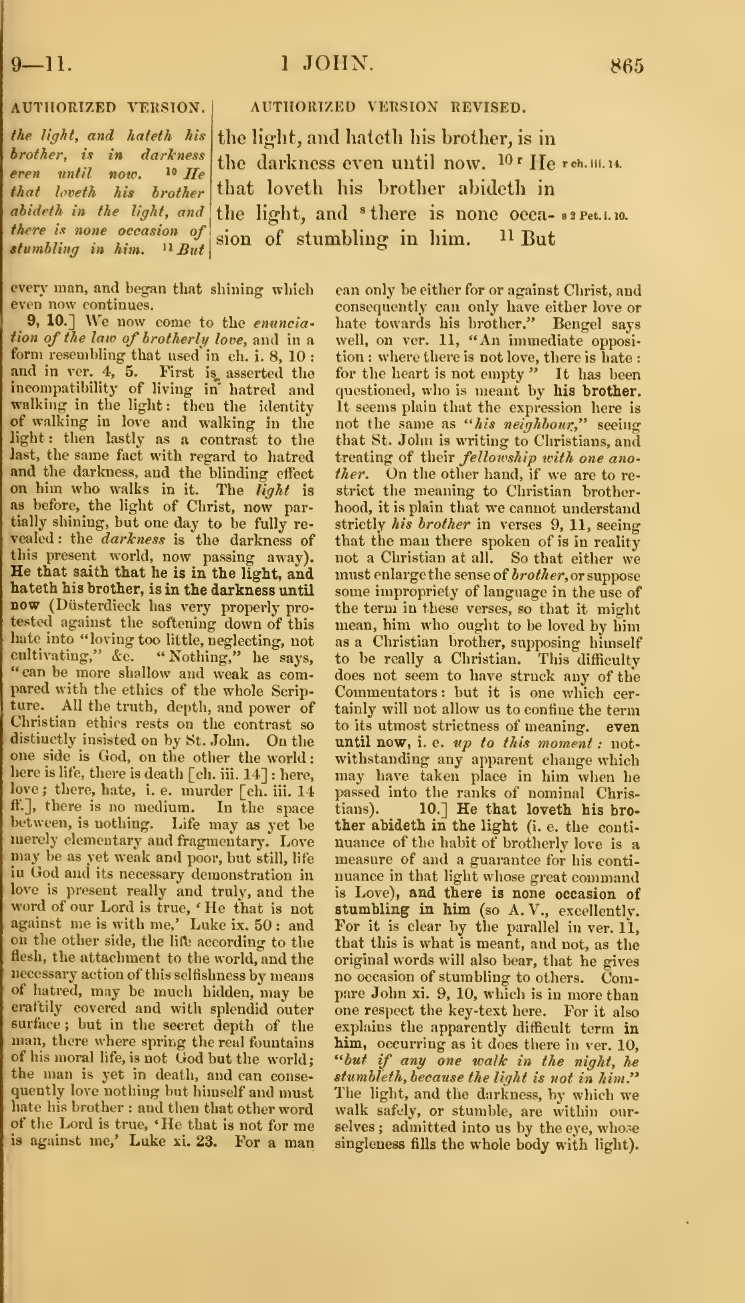 9—11.
1 JOHN.
865
AUTHORIZED VERSION.
the light, and hateth his
brother, is in darkness
even until now. 10 He
that loveth his brother
abideth in the light, and
there is none occasion of
stumbling in him. 11 But
AUTHORIZED VERSION REVISED.
the light, and hateth his brother, is in
the darkness even until now. 10 r He
that loveth his brother abideth in
the light, and s there is none occa-
sion of stumbling in him. 11 But
r ch. iii. 14.
s 2 Pet. i. 10.
every man, and began that shining which
even now continues.
9, 10.] We now come to the enuncia-
tion of the law of brotherly love, and in a
form resembling that used in ch. i. 8, 10 :
and in ver. 4, 5. First is asserted the
incompatibility of living in hatred and
walking in the light : then the identity
of walking in love and walking in the
light : then lastly as a contrast to the
last, the same fact with regard to hatred
and the darkness, and the blinding effect
on him who walks in it. The light is
as before, the light of Christ, now par-
tially shining, but one day to be fully re-
vealed : the darkness is the darkness of
this present world, now passing away).
He that saith that he is in the light, and
hateth his brother, is in the darkness until
now (Düsterdieck has very properly pro-
tested against the softening down of this
hate into "loving too little, neglecting, not
cultivating," &c. "Nothing," he says,
"can be more shallow and weak as com-
pared with the ethics of the whole Scrip-
ture. All the truth, depth, and power of
Christian ethics rests on the contrast so
distinctly insisted on by St. John. On the
one side is God, on the other the world :
here is life, there is death [ch. iii. 14] : here,
love ; there, hate, i. e. murder [ch. iii. 14
ff.], there is no medium. In the space
between, is nothing. Life may as yet be
merely elementary and fragmentary. Love
may be as yet weak and poor, but still, life
in God and its necessary demonstration in
love is present really and truly, and the
word of our Lord is true, 'He that is not
against me is with me,' Luke ix. 50 : and
on the other side, the life according to the
flesh, the attachment to the world, and the
necessary action of this selfishness by means
of hatred, may be much hidden, may be
craftily covered and with splendid outer
surface ; but in the secret depth of the
man, there where spring the real fountains
of his moral life, is not God but the world;
the man is yet in death, and can conse-
quently love nothing but himself and must
hate his brother : and then that other word
of the Lord is true, 'He that is not for me
is against me,' Luke xi. 23. For a man
can only be either for or against Christ, and
consequently can only have either love or
hate towards his brother." Bengel says
well, on ver. 11, "An immediate opposi-
tion : where there is not love, there is hate :
for the heart is not empty " It has been
questioned, who is meant by his brother.
It seems plain that the expression here is
not the same as "his neighbour," seeing
that St. John is writing to Christians, and
treating of their fellowship with one ano-
ther. On the other hand, if we are to re-
strict the meaning to Christian brother-
hood, it is plain that we cannot understand
strictly his brother in verses 9, 11, seeing
that the man there spoken of is in reality
not a Christian at all. So that either we
must enlarge the sense of brother, or suppose
some impropriety of language in the use of
the term in these verses, so that it might
mean, him who ought to be loved by him
as a Christian brother, supposing himself
to be really a Christian. This difficulty
does not seem to have struck any of the
Commentators : but it is one which cer-
tainly will not allow us to confine the term
to its utmost strictness of meaning. even
until now, i. e. up to this moment : not-
withstanding any apparent change which
may have taken place in him when he
passed into the ranks of nominal Chris-
tians). 10.] He that loveth his bro-
ther abideth in the light (i. e. the conti-
nuance of the habit of brotherly love is a
measure of and a guarantee for his conti-
nuance in that light whose great command
is Love), and there is none occasion of
stumbling in him (so A. V., excellently.
For it is clear by the parallel in ver. 11,
that this is what is meant, and not, as the
original words will also bear, that he gives
no occasion of stumbling to others. Com-
pare John xi. 9, 10, which is in more than
one respect the key-text here. For it also
explains the apparently difficult term in
him, occurring as it does there in ver. 10,
"but if any one walk in the night, he
stumbleth, because the light is not in him."
The light, and the darkness, by which we
walk safely, or stumble, are within our-
selves ; admitted into us by the eye, whose
singleness fills the whole body with light).